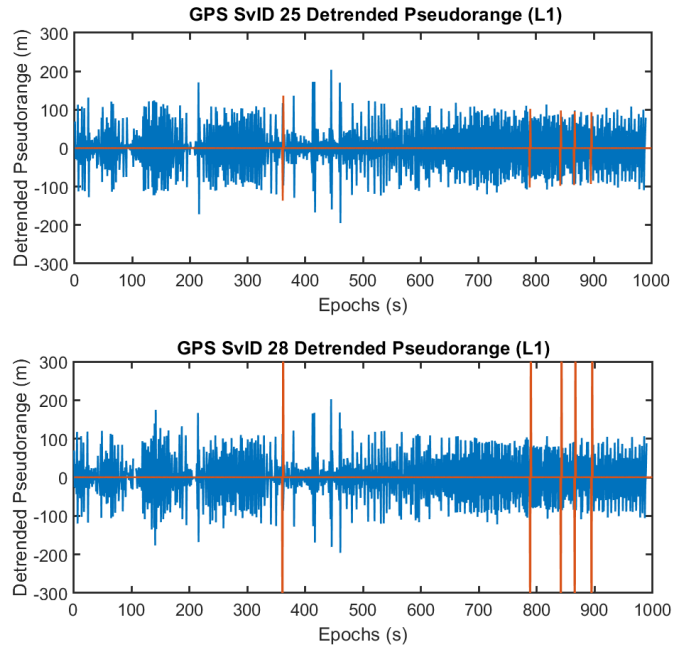 GPS SvID 25 Detrended Pseudorange (L1)
300
200
100
0
-100
-200
-300
Detrended Pseudorange (m)
0 100 200 300 400 500 600 700 800 900 1000
Epochs (s)
GPS SvID 28 Detrended Pseudorange (L1)
300
200
100
0
-100
-200
-300
Detrended Pseudorange (m)
0 100 200 300 400 500 600 700 800 900 1000
Epochs (s)